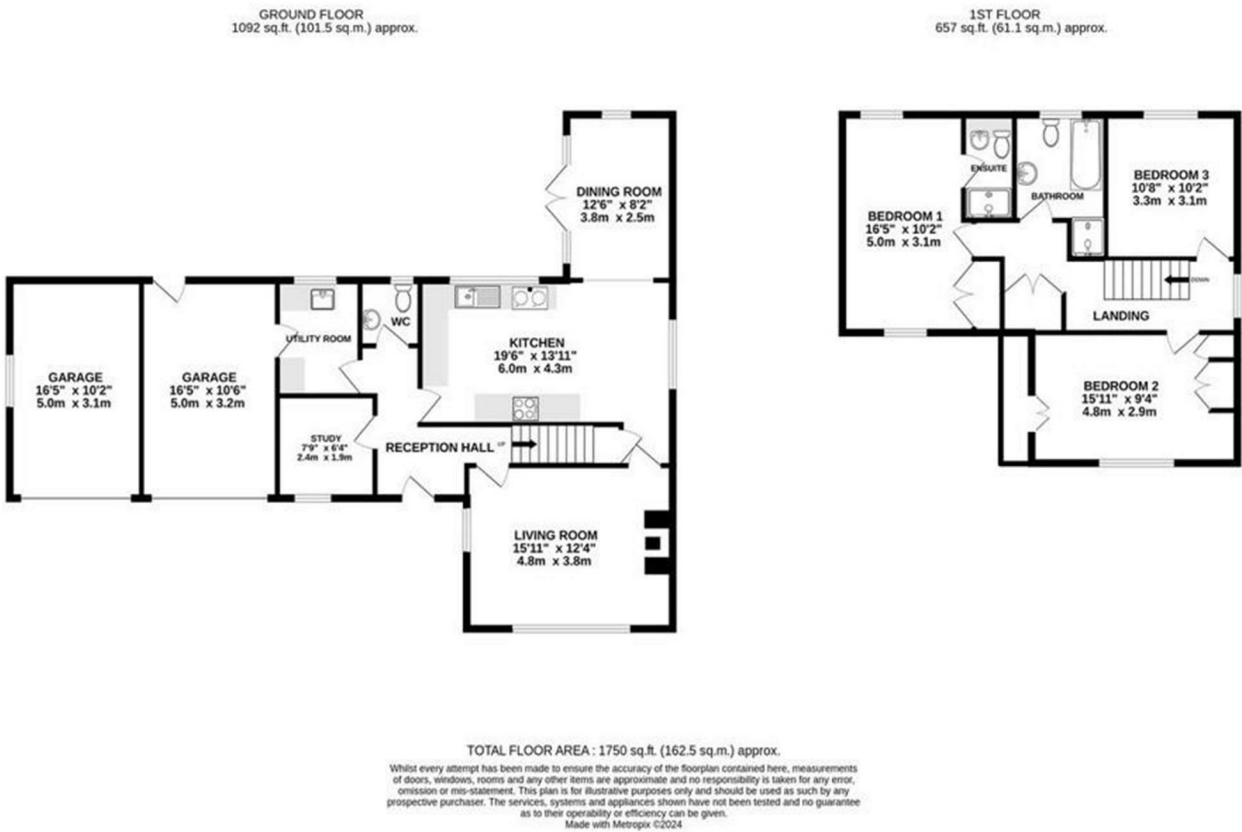 GROUND FLOOR
1092 sq.ft. (101.5 sq.m.) approx.
1ST FLOOR
657 sq.ft. (61.1 sq.m.) approx.
DINING ROOM
12'6" x 8'2"
3.8m x 2.5m
UTILITY ROOM
WC
KITCHEN
19'6" x 13'11"
6.0m x 4.3m
GARAGE
16'5" x 10'2"
5.0m x 3.1m
GARAGE
16'5" x 10'6"
5.0m x 3.2m
STUDY
7'9" x 6'4"
2.4m x 1.9m
RECEPTION HALL
UP
LIVING ROOM
15'11" x 12'4"
4.8m x 3.8m
BEDROOM 1
16'5" x 10'2"
5.0m x 3.1m
ENSUITE
BATHROOM
BEDROOM 3
10'8" x 10'2"
3.3m x 3.1m
DOWN
LANDING
BEDROOM 2
15'11" x 9'4"
4.8m x 2.9m
TOTAL FLOOR AREA : 1750 sq.ft. (162.5 sq.m.) approx.
Whilst every attempt has been made to ensure the accuracy of the floorplan contained here, measurements
of doors, windows, rooms and any other items are approximate and no responsibility is taken for any error,
omission or mis-statement. This plan is for illustrative purposes only and should be used as such by any
prospective purchaser. The services, systems and appliances shown have not been tested and no guarantee
as to their operability or efficiency can be given.
Made with Metropix ©2024